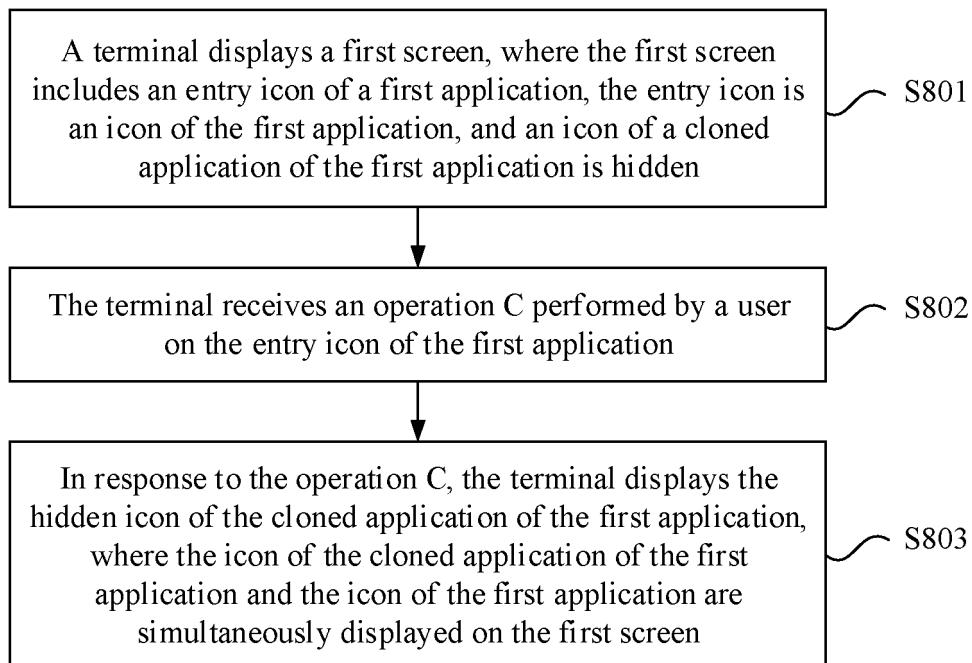 A terminal displays a first screen, where the first screen
includes an entry icon of a first application, the entry icon is
an icon of the first application, and an icon of a cloned
application of the first application is hidden
S801
The terminal receives an operation C performed by a user
on the entry icon of the first application
S802
In response to the operation C, the terminal displays the
hidden icon of the cloned application of the first application,
where the icon of the cloned application of the first
application and the icon of the first application are
simultaneously displayed on the first screen
S803